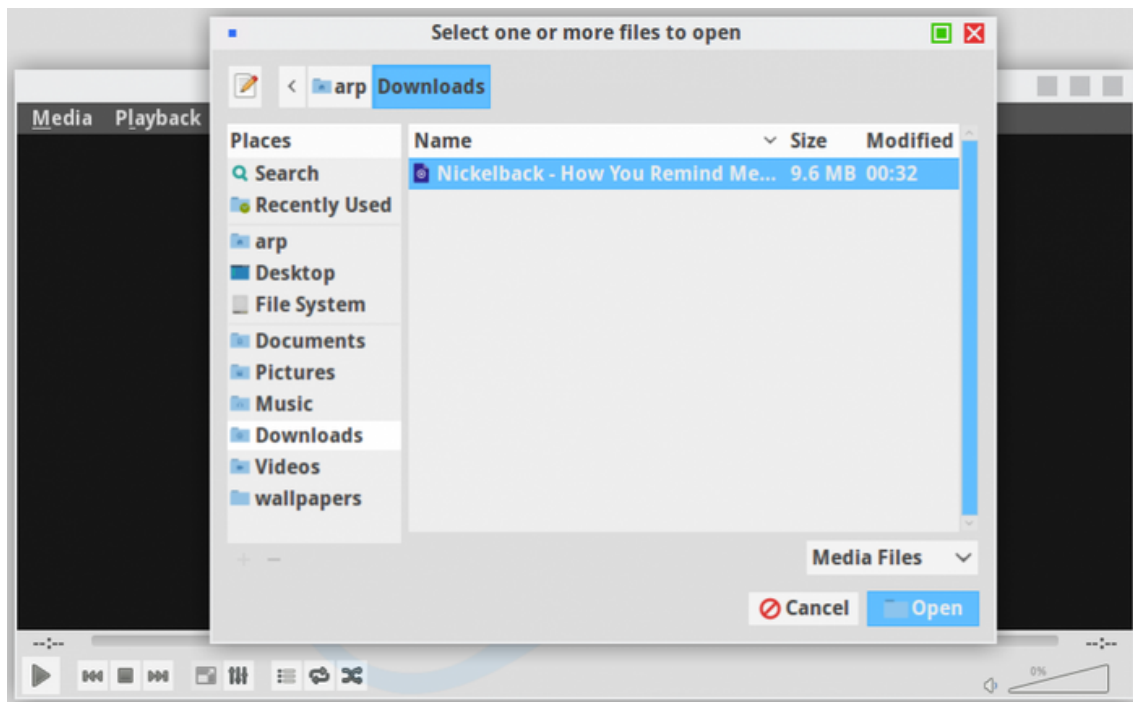 Select one or more files to open
arp Downloads
Media Playback
Places
Search
Recently Used
arp
Desktop
File System
Documents
Pictures
Music
Downloads
Videos
wallpapers
Name Size Modified
Nickelback - How You Remind Me... 9.6 MB 00:32
Media Files
Cancel Open
--:-- --:--
0%